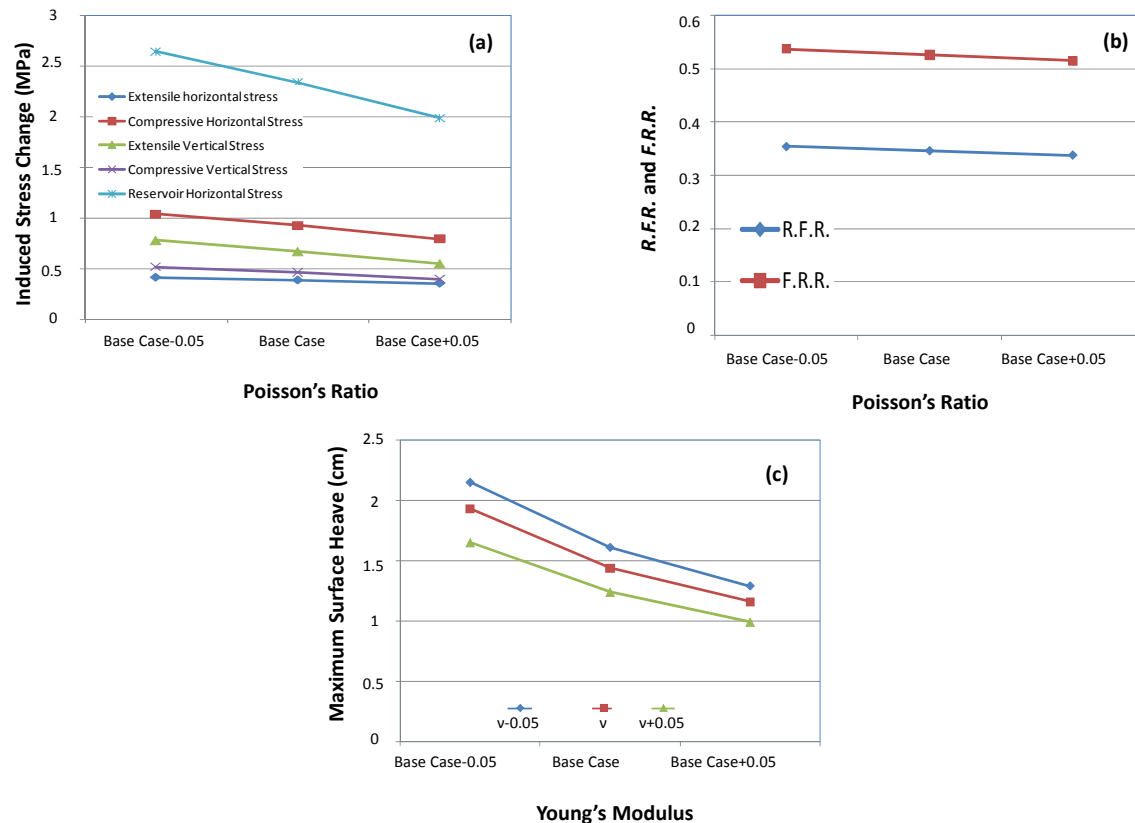 3
2.5
2
1.5
1
0.5
0
Induced Stress Change (MPa)
(a)
Extensile horizontal stress
Compressive Horizontal Stress
Extensile Vertical Stress
Compressive Vertical Stress
Reservoir Horizontal Stress
Base Case-0.05 Base Case Base Case+0.05
Poisson's Ratio
0.6
0.5
0.4
0.3
0.2
0.1
0
R.F.R. and F.R.R.
(b)
R.F.R.
F.R.R.
Base Case-0.05 Base Case Base Case+0.05
Poisson's Ratio
2.5
2
1.5
1
0.5
0
Maximum Surface Heave (cm)
(c)
ν-0.05 ν ν+0.05
Base Case-0.05 Base Case Base Case+0.05
Young's Modulus